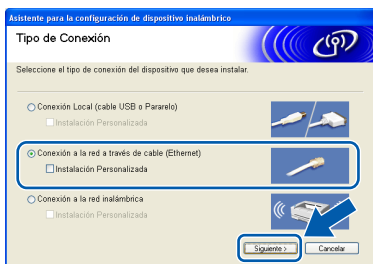 Asistente para la configuración de dispositivo inalámbrico
Tipo de Conexión
Seleccione el tipo de conexión del dispositivo que desea instalar.
Conexión Local (cable USB o Pararelo)
Instalación Personalizada
Conexión a la red a través de cable (Ethernet)
Instalación Personalizada
Conexión a la red inalámbrica
Instalación Personalizada
Siguiente >
Cancelar